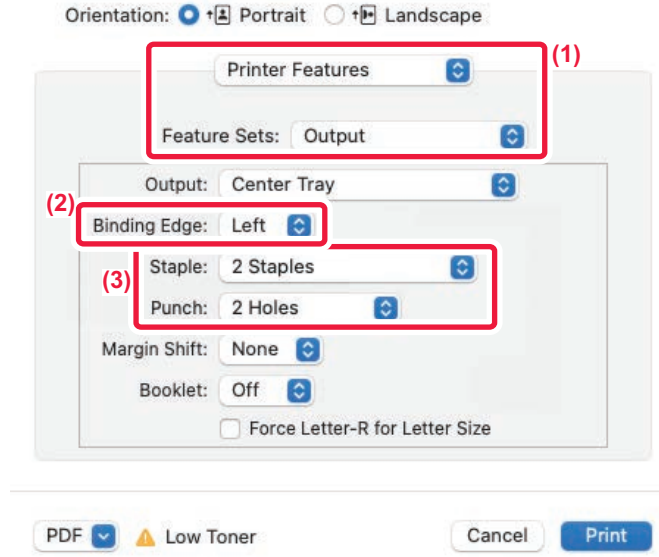 Orientation: Portrait Landscape
(1)
Printer Features
Feature Sets: Output
Output: Center Tray
(2)
Binding Edge: Left
(3)
Staple: 2 Staples
Punch: 2 Holes
Margin Shift: None
Booklet: Off
Force Letter-R for Letter Size
PDF Low Toner Cancel Print